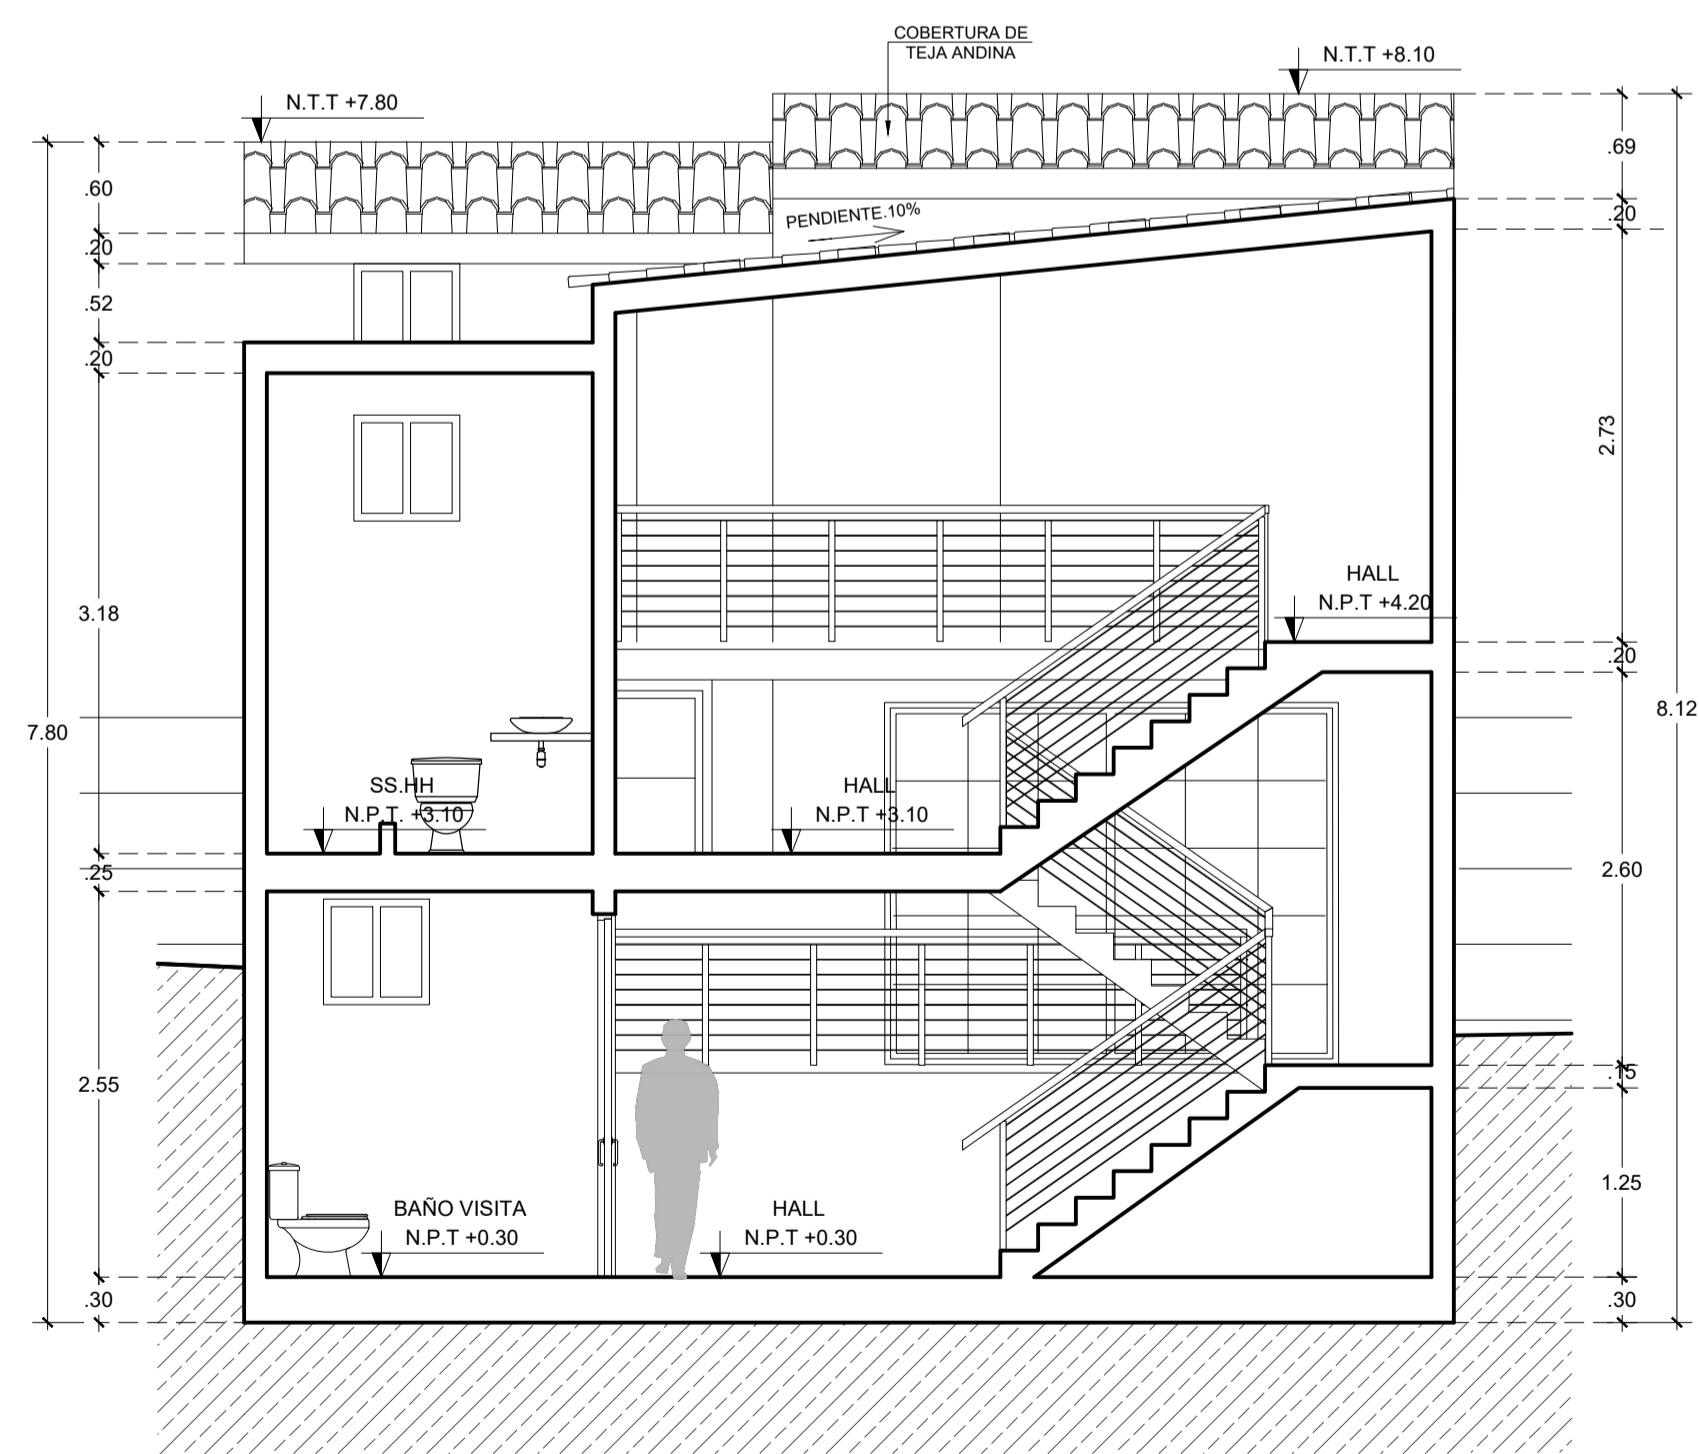 COBERTURA DE
TEJA ANDINA
N.T.T +8.10
N.T.T +7.80
PENDIENTE.10%
.60
.20
.52
.20
3.18
7.80
.25
2.55
.30
.69
.20
2.73
8.12
.20
2.60
.15
1.25
.30
HALL
N.P.T +4.20
SS.HH
N.P.T. +3.10
HALL
N.P.T +3.10
BAÑO VISITA
N.P.T +0.30
HALL
N.P.T +0.30